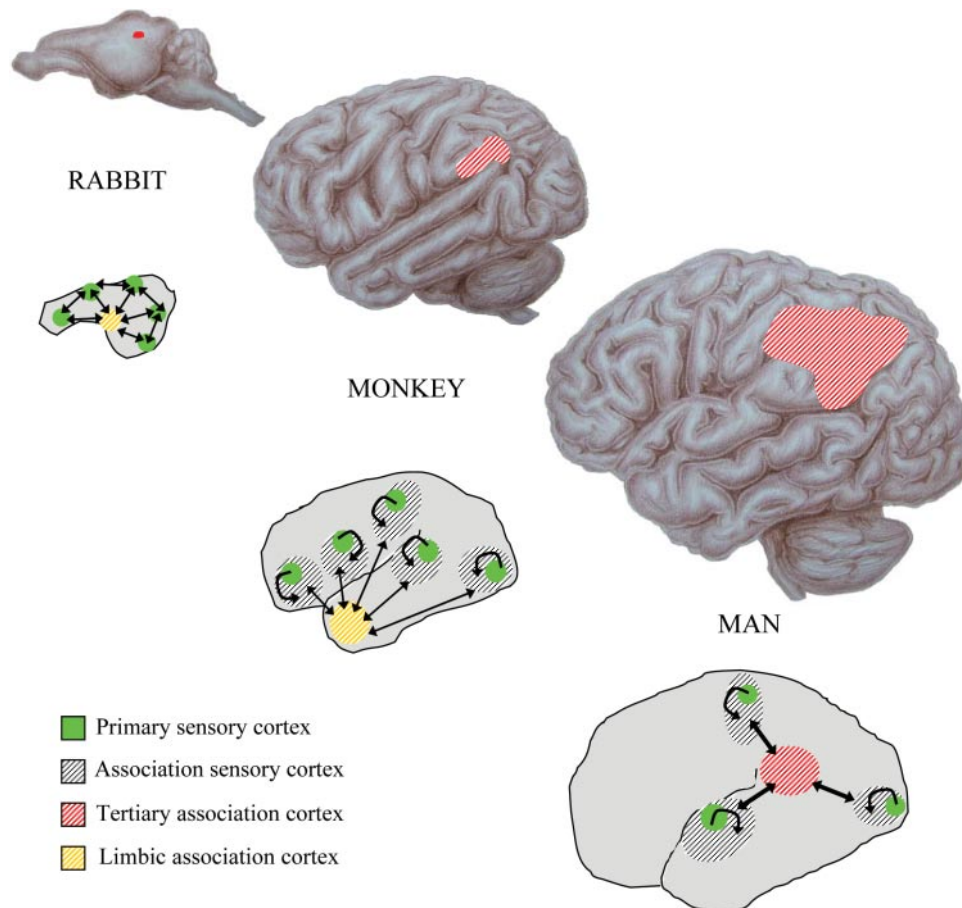 RABBIT
MONKEY
MAN
Primary sensory cortex
Association sensory cortex
Tertiary association cortex
Limbic association cortex